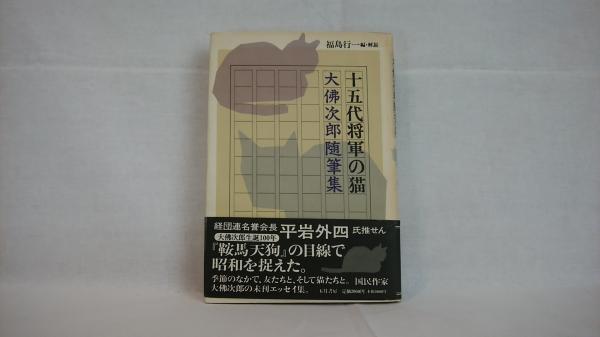 福島行一 編・解説
十五代将軍の猫
大佛次郎随筆集
経団連名誉会長 平岩外四 氏推せん
大佛次郎生誕100年
『鞍馬天狗』の目線で
昭和を捉えた。
季節のなかで、友たちと、そして猫たちと。国民作家
大佛次郎の未刊エッセイ集。